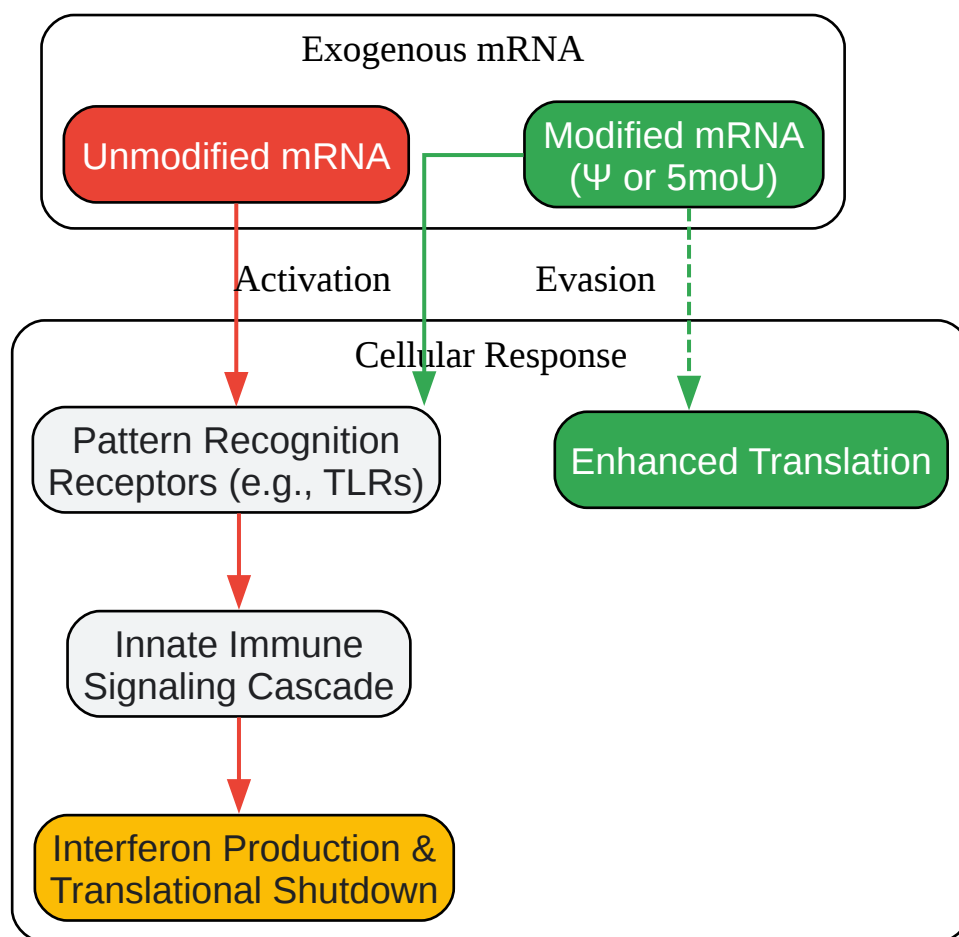 Exogenous mRNA
Unmodified mRNA
Modified mRNA
(Ψ or 5moU)
Activation
Evasion
Cellular Response
Pattern Recognition
Receptors (e.g., TLRs)
Enhanced Translation
Innate Immune
Signaling Cascade
Interferon Production &
Translational Shutdown